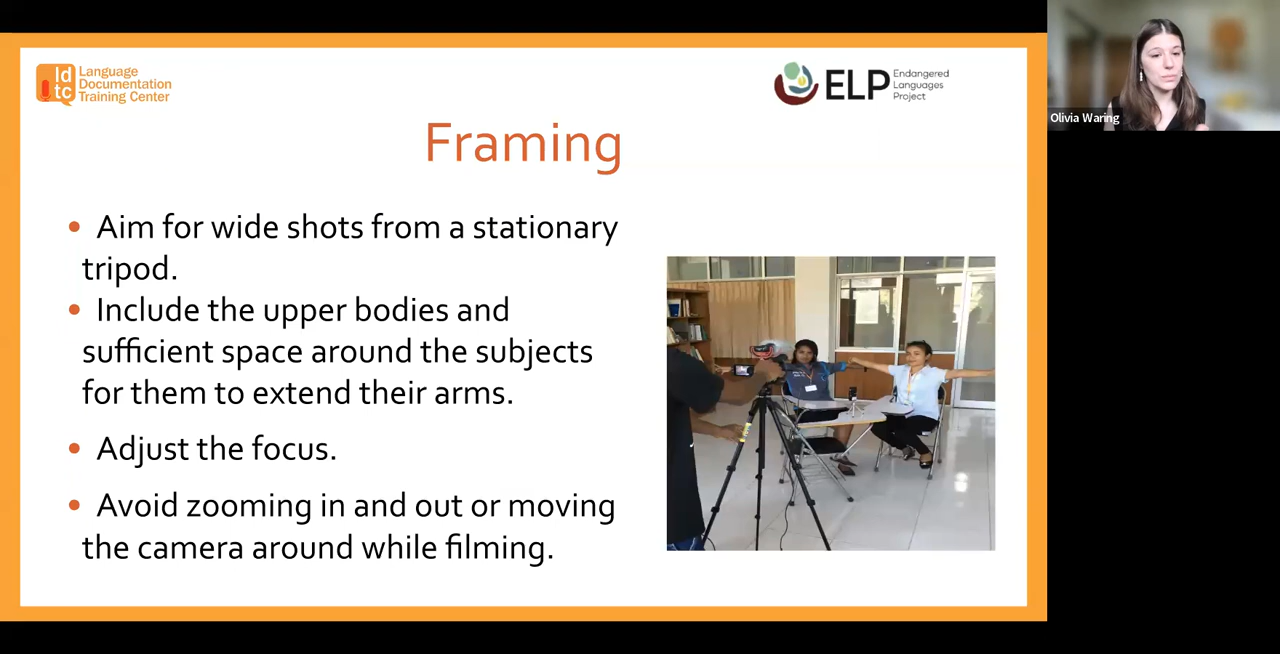 ld
tc
Language
Documentation
Training Center
ELP
Endangered
Languages
Project
Olivia Waring
Framing
• Aim for wide shots from a stationary
tripod.
• Include the upper bodies and
sufficient space around the subjects
for them to extend their arms.
• Adjust the focus.
• Avoid zooming in and out or moving
the camera around while filming.